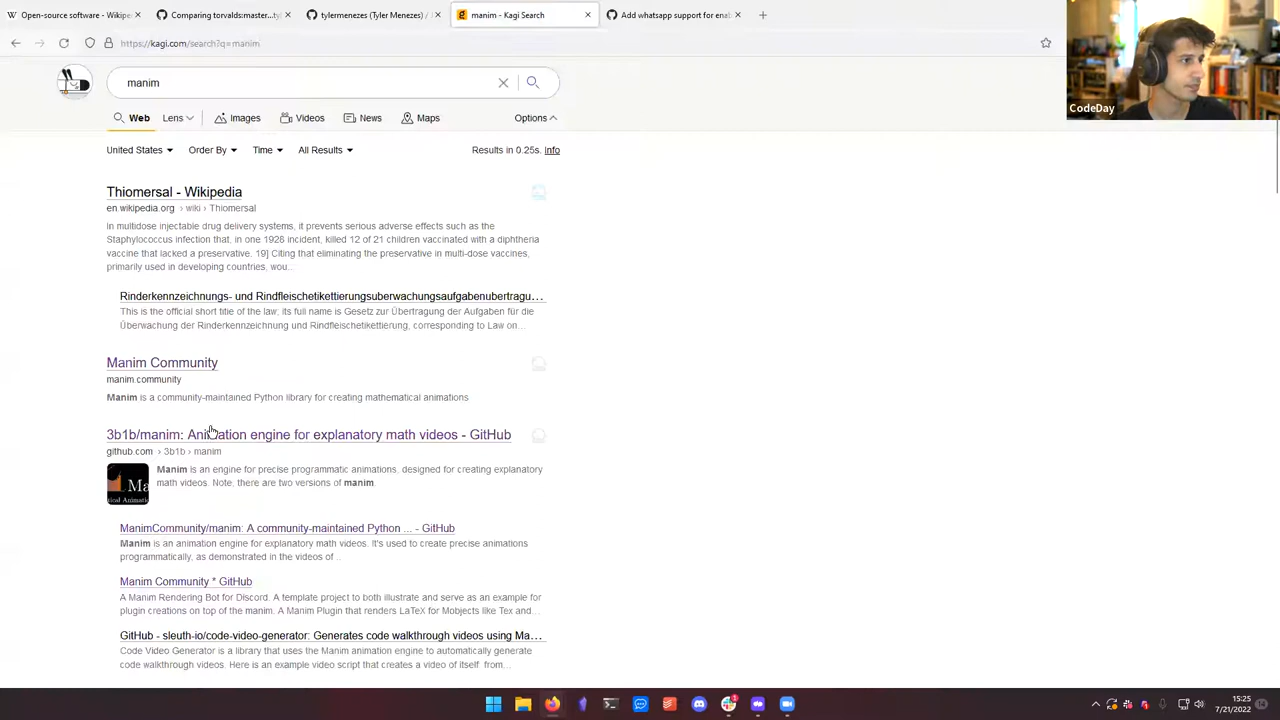 Open-source software - Wikipe
Comparing torvalds:master...ty
tylermenezes (Tyler Menezes) /
manim - Kagi Search
Add whatsapp support for enab
https://kagi.com/search?q=manim
manim
Web
Lens
Images
Videos
News
Maps
Options
United States
Order By
Time
All Results
Results in 0.25s. info
Thiomersal - Wikipedia
en.wikipedia.org › wiki › Thiomersal
In multidose injectable drug delivery systems, it prevents serious adverse effects such as the
Staphylococcus infection that, in one 1928 incident, killed 12 of 21 children vaccinated with a diphtheria
vaccine that lacked a preservative. 19] Citing that eliminating the preservative in multi-dose vaccines,
primarily used in developing countries, wou...
Rinderkennzeichnungs- und Rindfleischetikettierungsuberwachungsaufgabenubertragu...
This is the official short title of the law; its full name is Gesetz zur Übertragung der Aufgaben für die
Überwachung der Rinderkennzeichnung und Rindfleischetikettierung, corresponding to Law on...
Manim Community
manim.community
Manim is a community-maintained Python library for creating mathematical animations
3b1b/manim: Animation engine for explanatory math videos - GitHub
github.com › 3b1b › manim
Manim is an engine for precise programmatic animations, designed for creating explanatory
math videos. Note, there are two versions of manim.
Ma
tical Animati
ManimCommunity/manim: A community-maintained Python ... - GitHub
Manim is an animation engine for explanatory math videos. It's used to create precise animations
programmatically, as demonstrated in the videos of ..
Manim Community * GitHub
A Manim Rendering Bot for Discord. A template project to both illustrate and serve as an example for
plugin creations on top of the manim. A Manim Plugin that renders LaTeX for Mobjects like Tex and...
GitHub - sleuth-io/code-video-generator: Generates code walkthrough videos using Ma...
Code Video Generator is a library that uses the Manim animation engine to automatically generate
code walkthrough videos. Here is an example video script that creates a video of itself from...
CodeDay
15:25
7/21/2022